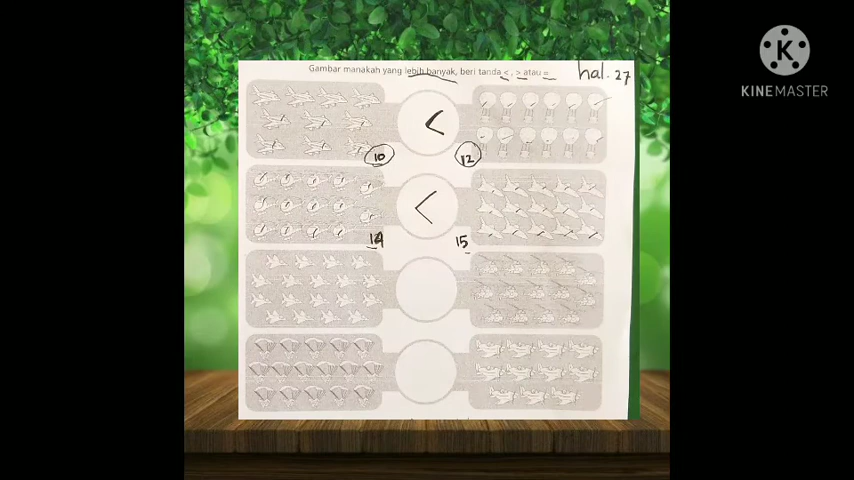 Gambar manakah yang lebih banyak, beri tanda < , > atau =
hal. 27
K
KINEMASTER
<
10
12
<
14
15